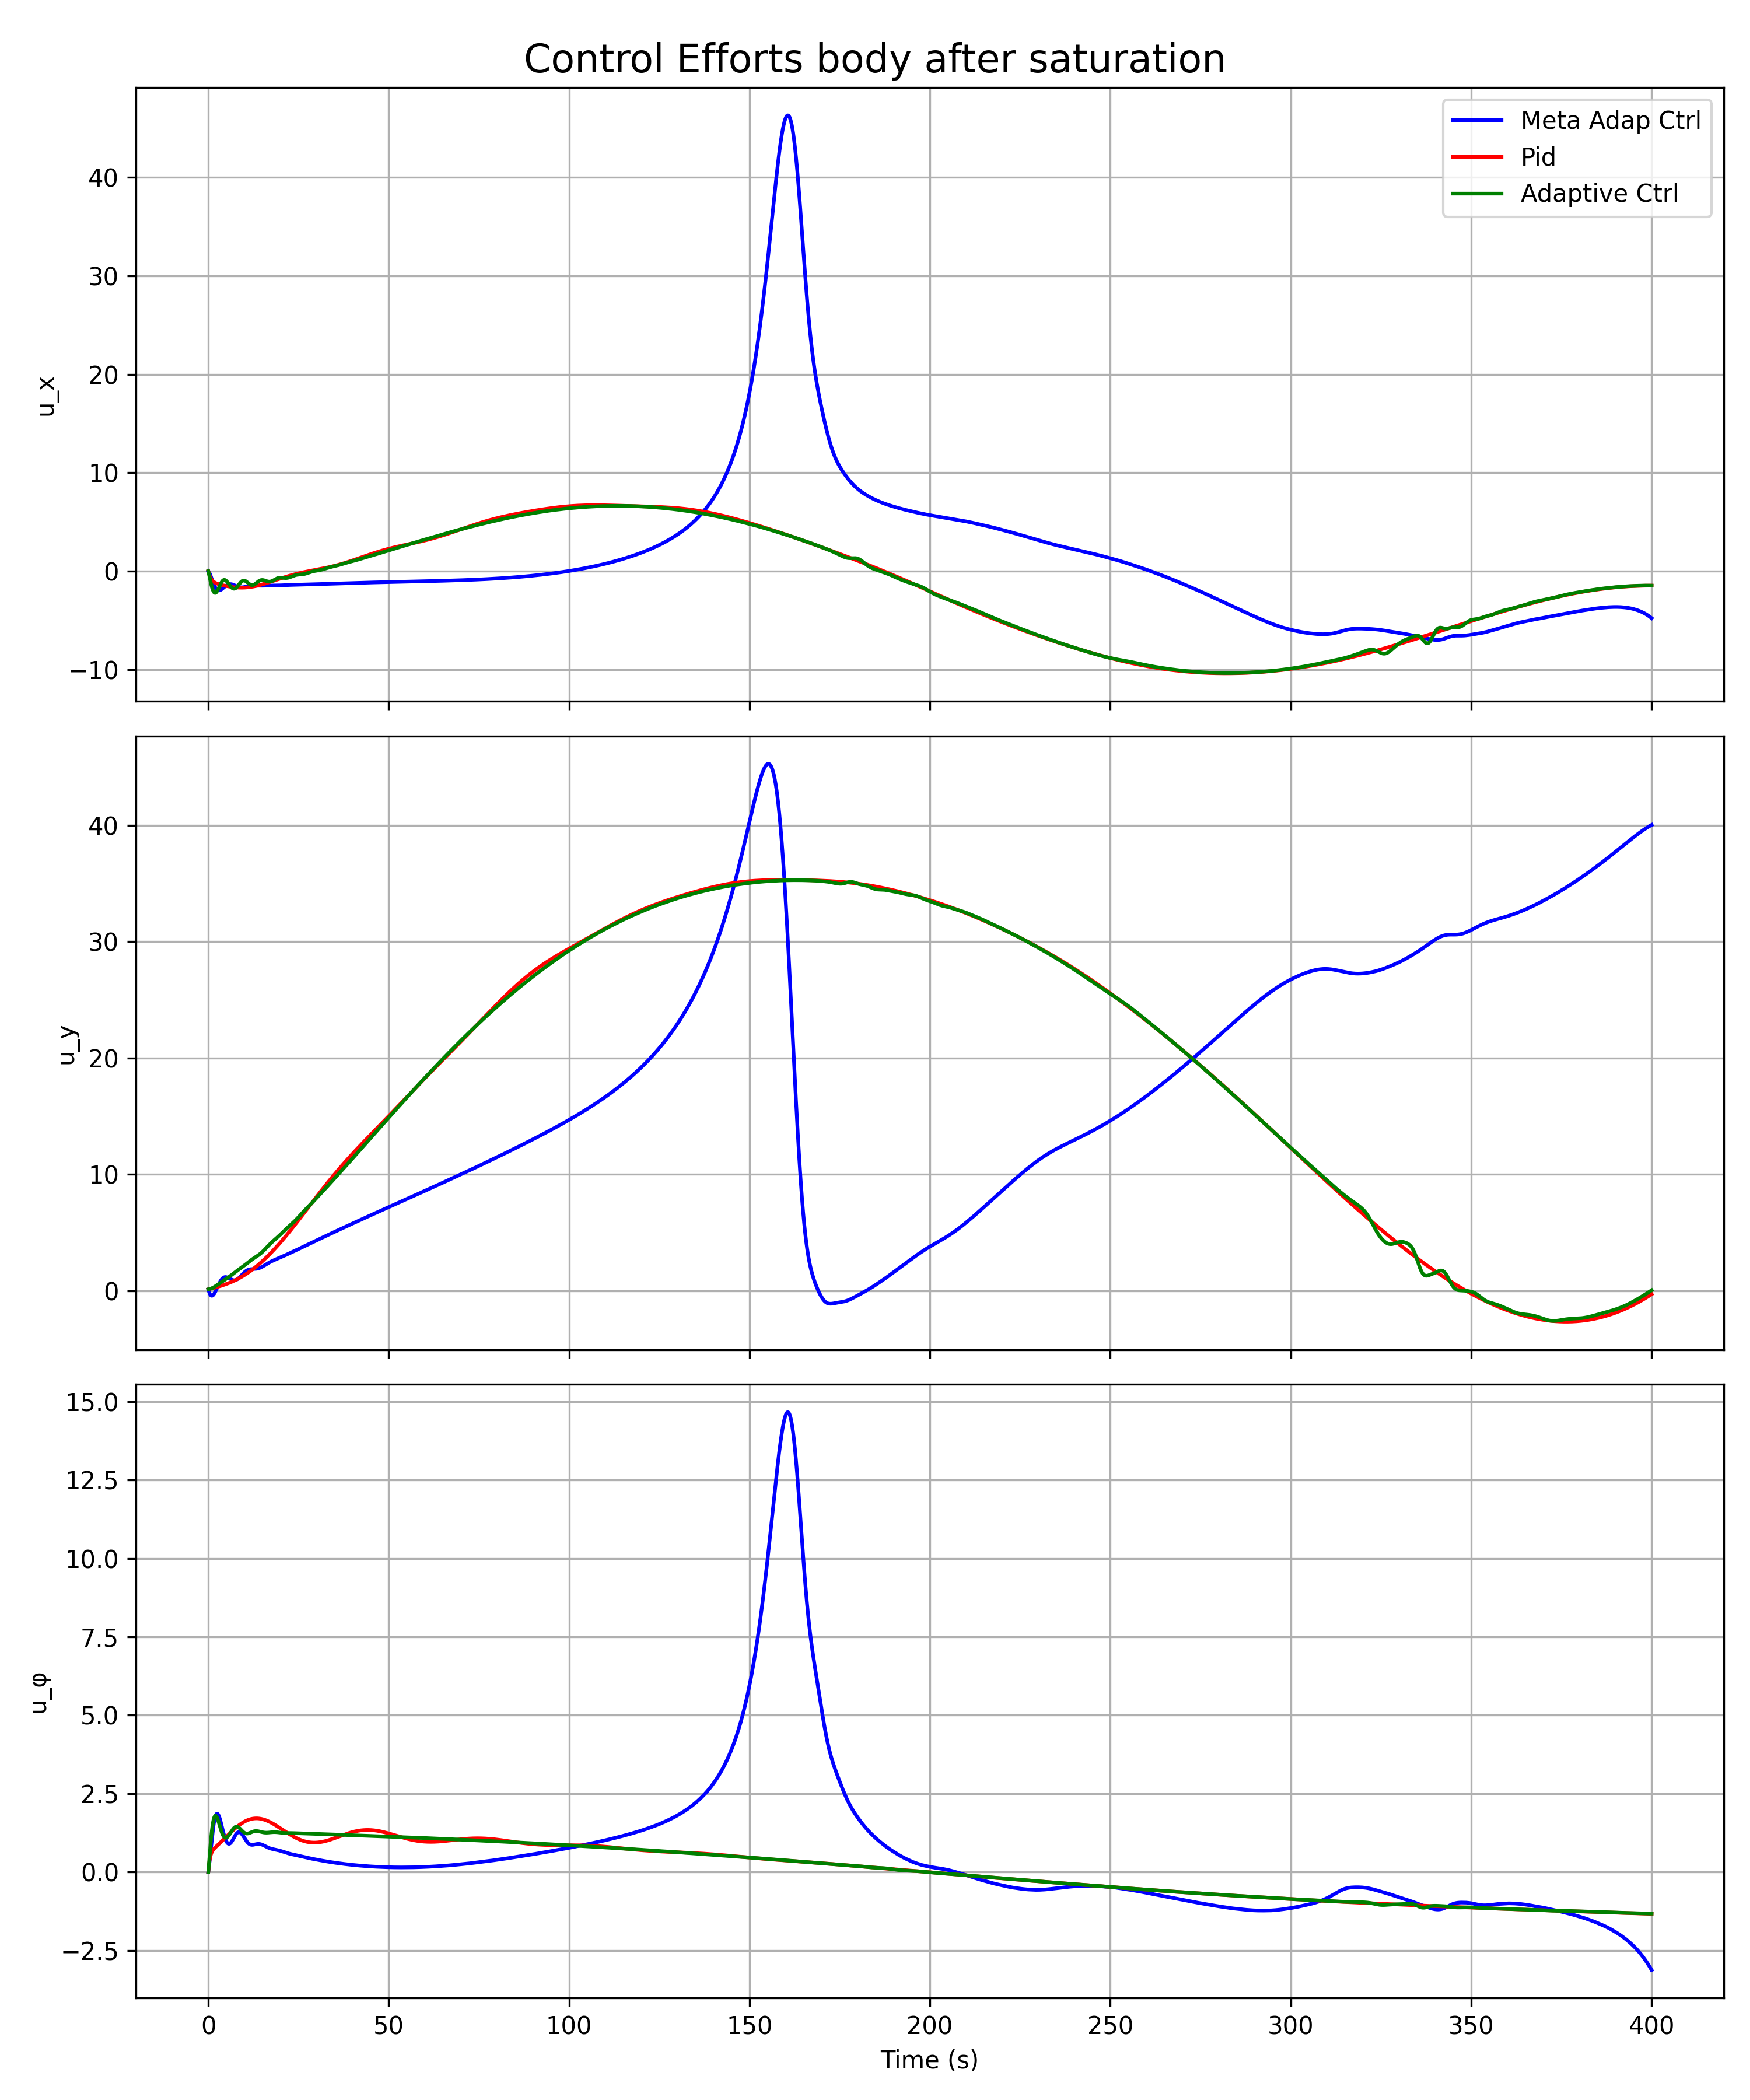 Control Efforts body after saturation
Meta Adap Ctrl
Pid
Adaptive Ctrl
40
30
20
10
0
−10
u_x
40
30
20
10
0
u_y
15.0
12.5
10.0
7.5
5.0
2.5
0.0
−2.5
u_φ
0 50 100 150 200 250 300 350 400
Time (s)